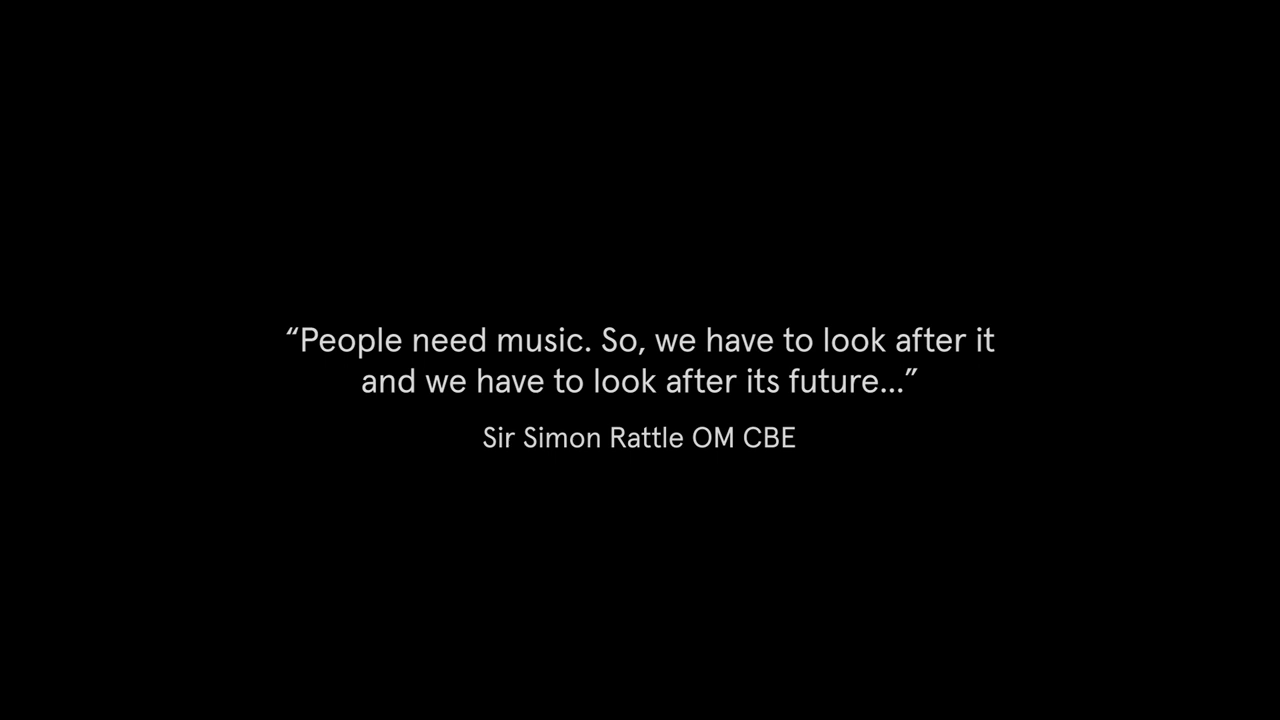 “People need music. So, we have to look after it
and we have to look after its future...”
Sir Simon Rattle OM CBE